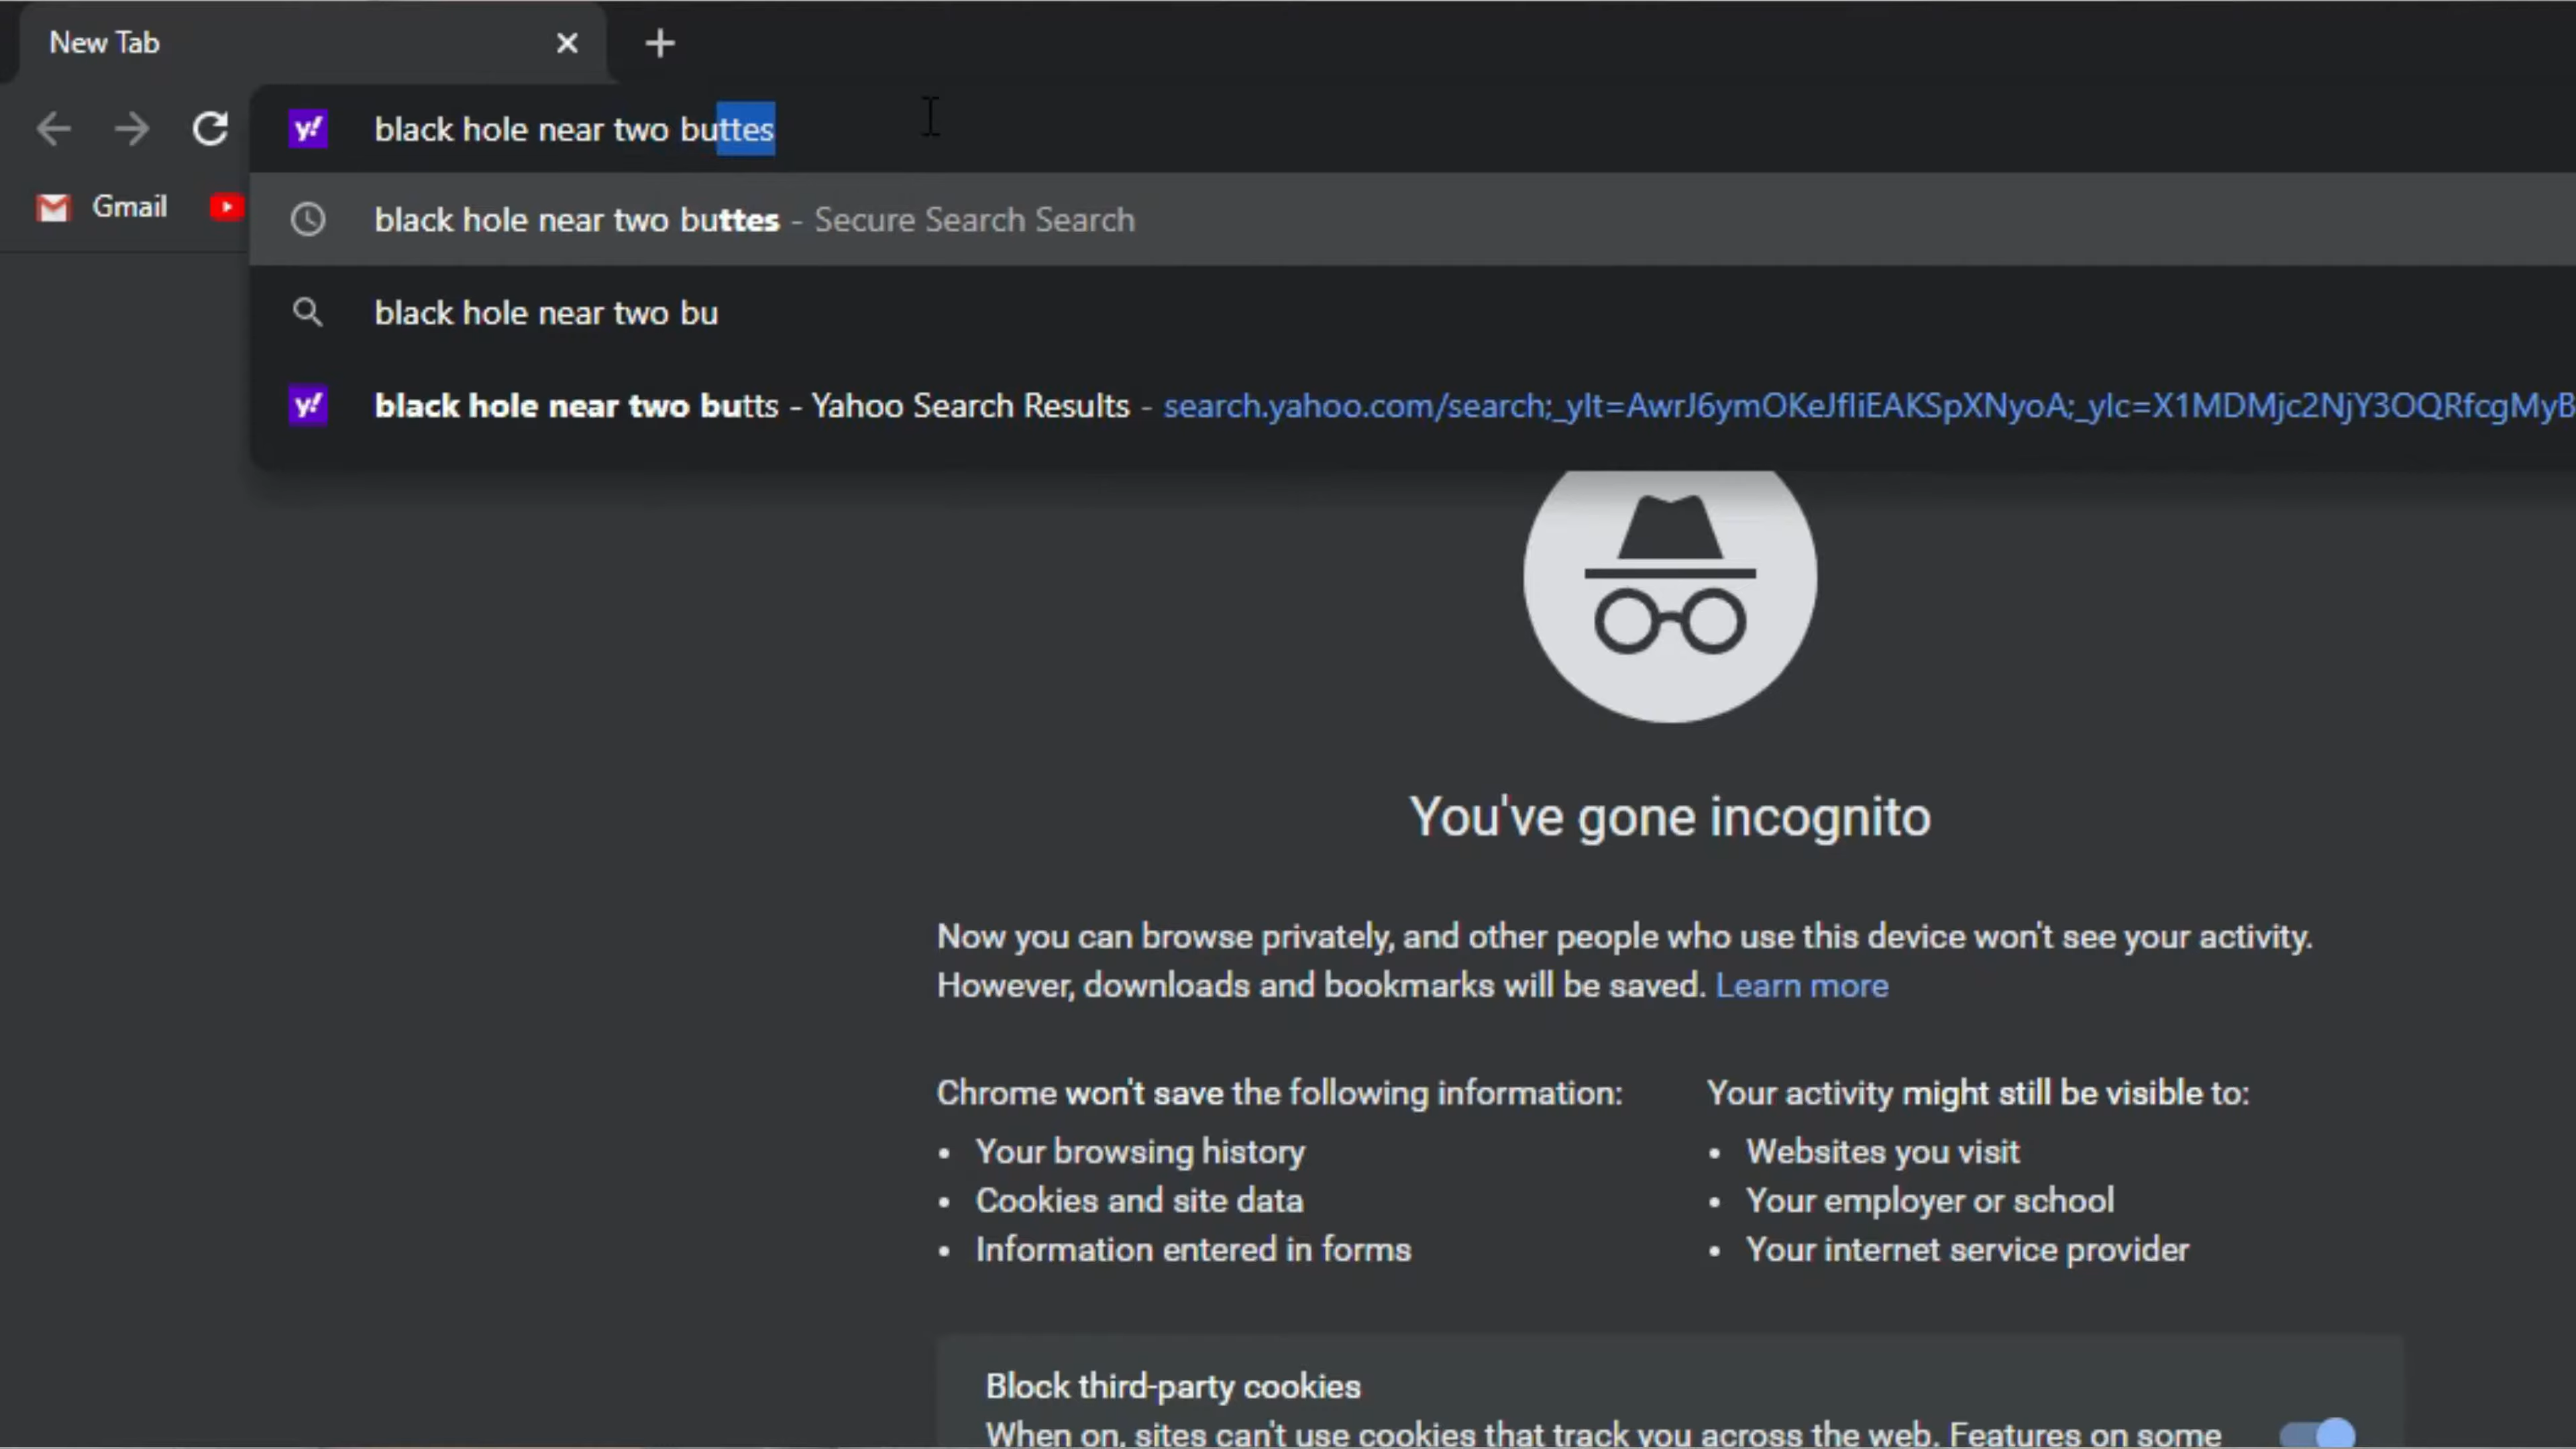 New Tab
y! black hole near two buttes
Gmail
black hole near two buttes - Secure Search Search
black hole near two bu
y! black hole near two butts - Yahoo Search Results - search.yahoo.com/search;_ylt=AwrJ6ymOKeJfIiEAKSpXNyoA;_ylc=X1MDMjc2NjY3OQRfcgMyB
You've gone incognito
Now you can browse privately, and other people who use this device won't see your activity.
However, downloads and bookmarks will be saved. Learn more
Chrome won't save the following information:
• Your browsing history
• Cookies and site data
• Information entered in forms
Your activity might still be visible to:
• Websites you visit
• Your employer or school
• Your internet service provider
Block third-party cookies
When on, sites can't use cookies that track you across the web. Features on some